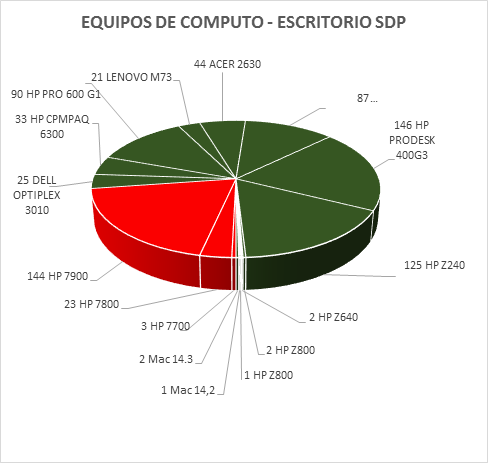 EQUIPOS DE COMPUTO - ESCRITORIO SDP
44 ACER 2630
21 LENOVO M73
90 HP PRO 600 G1
87...
33 HP CPMPAQ
6300
146 HP
PRODESK
400G3
25 DELL
OPTIPLEX
3010
125 HP Z240
144 HP 7900
23 HP 7800
2 HP Z640
3 HP 7700
2 HP Z800
2 Mac 14.3
1 HP Z800
1 Mac 14,2